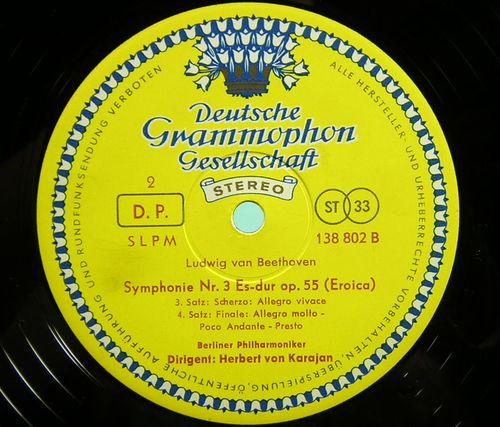 ALLE HERSTELLER- UND URHEBERRECHTE VORBEHALTEN. ÜBERSPIELUNG, ÖFFENTLICHE AUFFÜHRUNG UND RUNDFUNKSENDUNG VERBOTEN
Deutsche
Grammophon
Gesellschaft
STEREO
2
D. P.
SLPM
ST 33
138 802 B
Ludwig van Beethoven
Symphonie Nr. 3 Es-dur op. 55 (Eroica)
3. Satz: Scherzo: Allegro vivace
4. Satz: Finale: Allegro molto -
Poco Andante - Presto
Berliner Philharmoniker
Dirigent: Herbert von Karajan